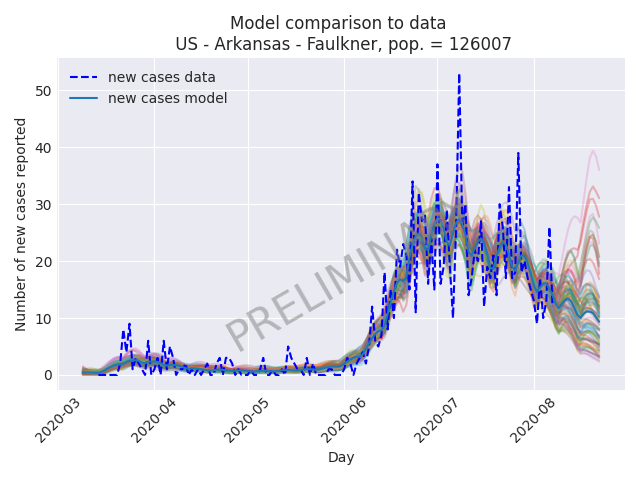 Model comparison to data
US - Arkansas - Faulkner, pop. = 126007
new cases data
new cases model
Number of new cases reported
50
40
30
20
10
0
2020-03
2020-04
2020-05
2020-06
2020-07
2020-08
Day